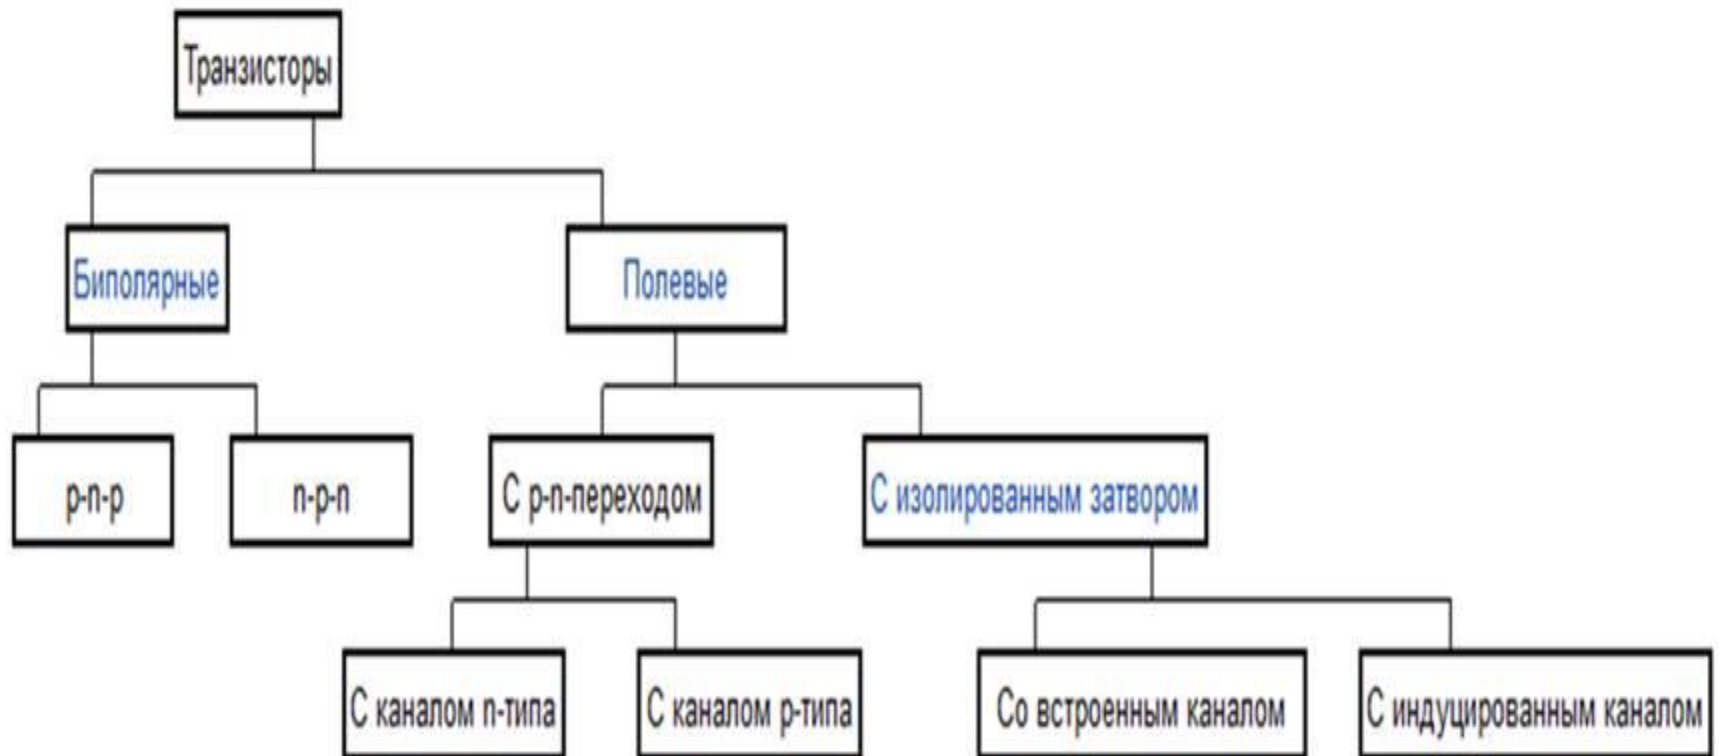 Транзисторы
Биполярные
Полевые
p-n-p
n-p-n
С p-n-переходом
С изолированным затвором
С каналом n-типа
С каналом p-типа
Со встроенным каналом
С индуцированным каналом